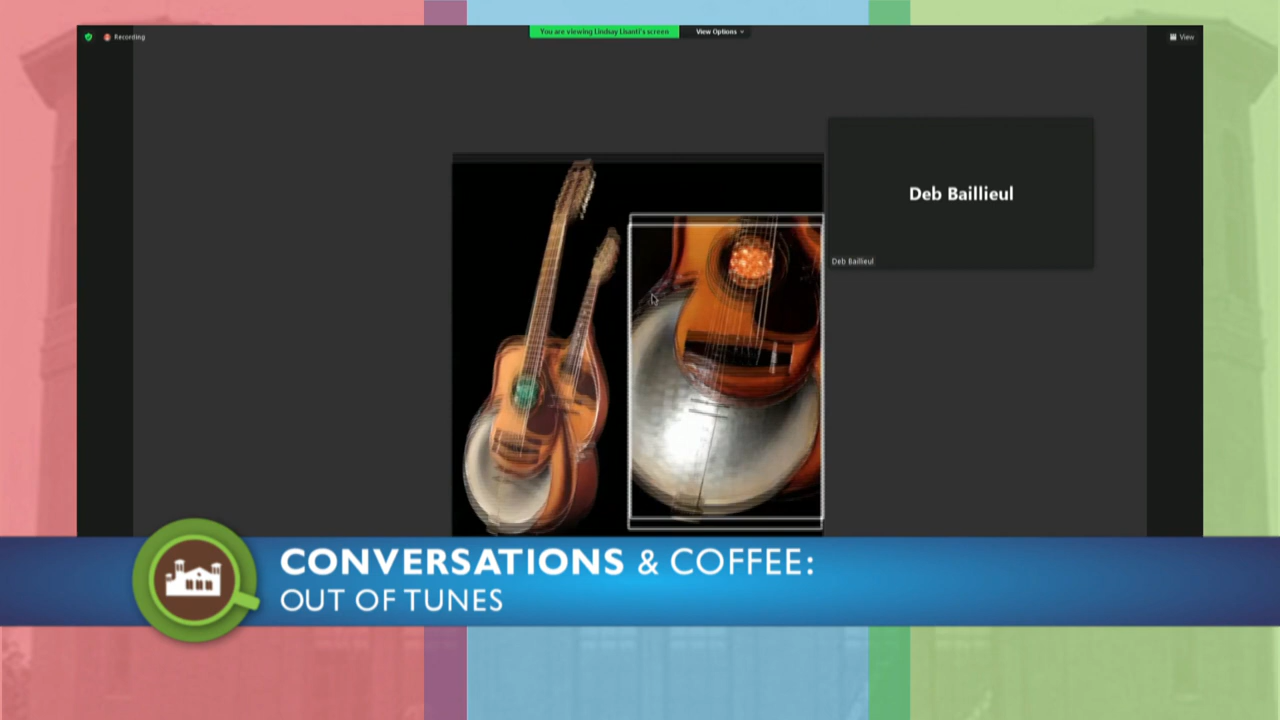 Recording
You are viewing Lindsay Lisanti's screen
View Options
View
Deb Baillieul
Deb Baillieul
CONVERSATIONS & COFFEE:
OUT OF TUNES